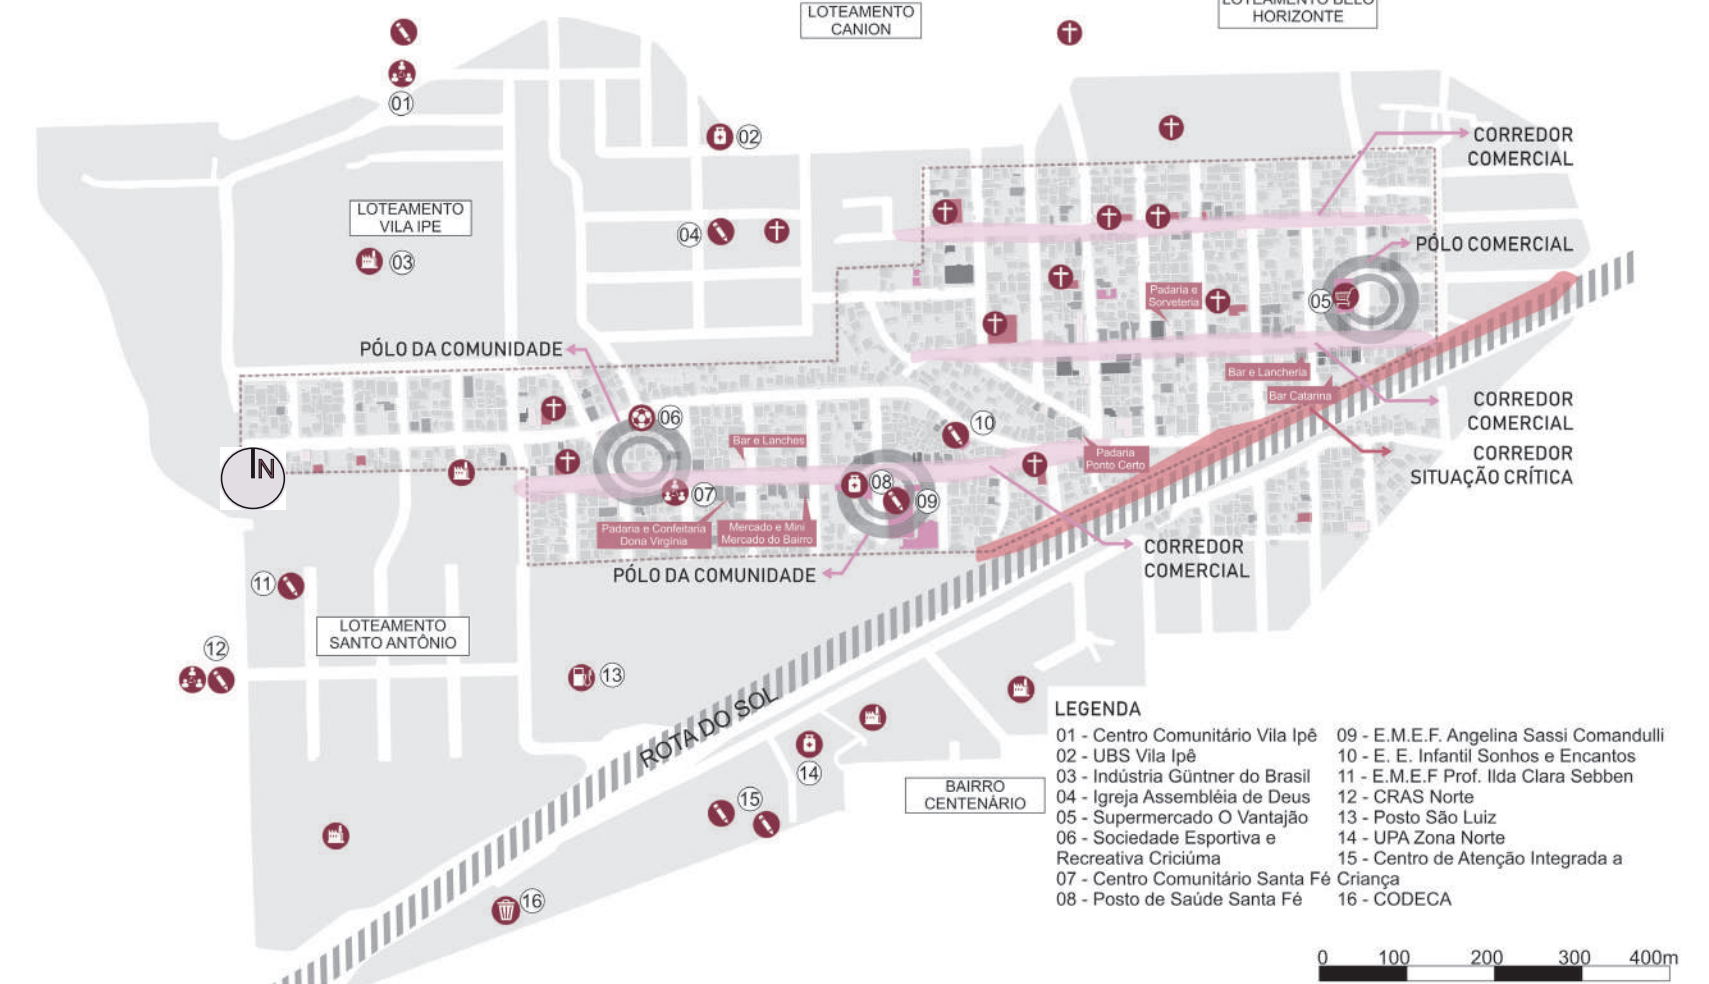 LOTEAMENTO
CANION
LOTEAMENTO BELO
HORIZONTE
01
02
CORREDOR
COMERCIAL
LOTEAMENTO
VILA IPE
04
03
PÓLO COMERCIAL
Padaria e
Sorveteria
05
PÓLO DA COMUNIDADE
Bar e Lancheria
Bar Catarina
CORREDOR
COMERCIAL
06
10
Bar e Lanches
Padaria
Ponto Certo
CORREDOR
SITUAÇÃO CRÍTICA
N
07
08
09
Padaria e Confeitaria
Dona Virgínia
Mercado e Mini
Mercado do Bairro
CORREDOR
COMERCIAL
PÓLO DA COMUNIDADE
11
LOTEAMENTO
SANTO ANTÔNIO
12
13
ROTA DO SOL
14
15
BAIRRO
CENTENÁRIO
16
LEGENDA
01 - Centro Comunitário Vila Ipê
02 - UBS Vila Ipê
03 - Indústria Güntner do Brasil
04 - Igreja Assembléia de Deus
05 - Supermercado O Vantajão
06 - Sociedade Esportiva e
Recreativa Criciúma
07 - Centro Comunitário Santa Fé
08 - Posto de Saúde Santa Fé
09 - E.M.E.F. Angelina Sassi Comandulli
10 - E. E. Infantil Sonhos e Encantos
11 - E.M.E.F Prof. Ilda Clara Sebben
12 - CRAS Norte
13 - Posto São Luiz
14 - UPA Zona Norte
15 - Centro de Atenção Integrada a
Criança
16 - CODECA
0 100 200 300 400m